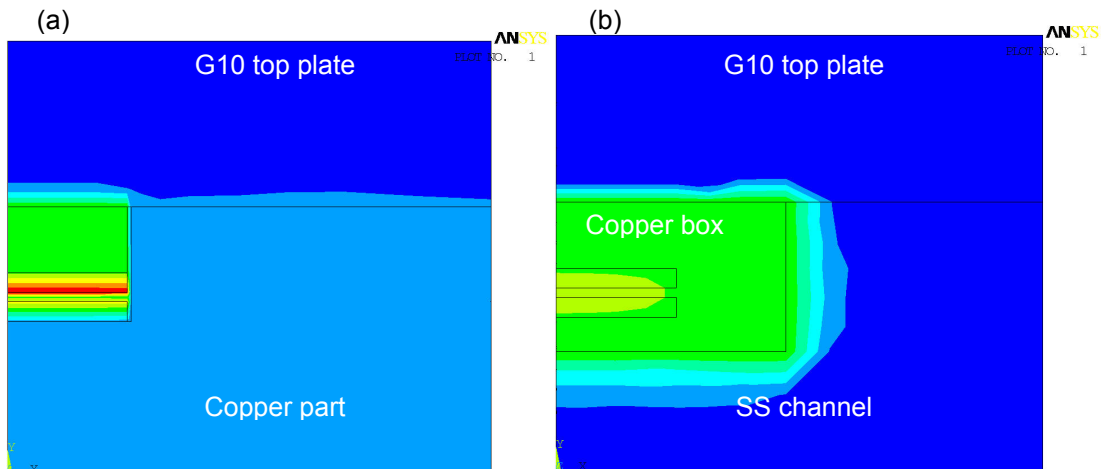 (a)
ANSYS
PLOT NO. 1
G10 top plate
Copper part
Y
X
(b)
ANSYS
PLOT NO. 1
G10 top plate
Copper box
SS channel
Y